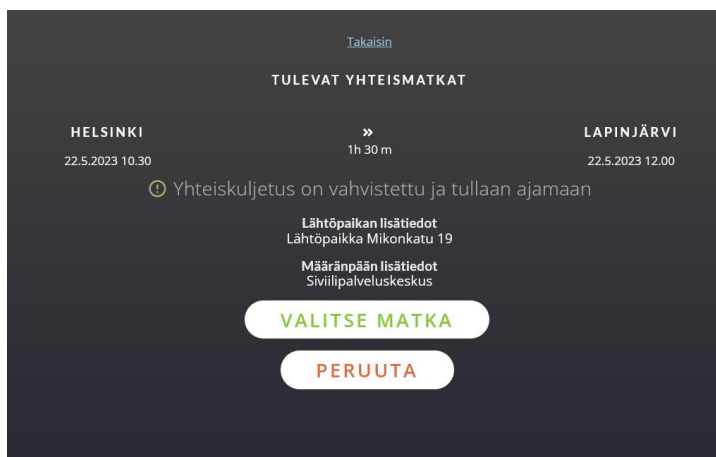 Takaisin
TULEVAT YHTEISMATKAT
HELSINKI » LAPINJÄRVI
22.5.2023 10.30 1h 30 m 22.5.2023 12.00
Yhteiskuljetus on vahvistettu ja tullaan ajamaan
Lähtöpaikan lisätiedot
Lähtöpaikka Mikonkatu 19
Määränpään lisätiedot
Siviilipalveluskeskus
VALITSE MATKA
PERUUTA